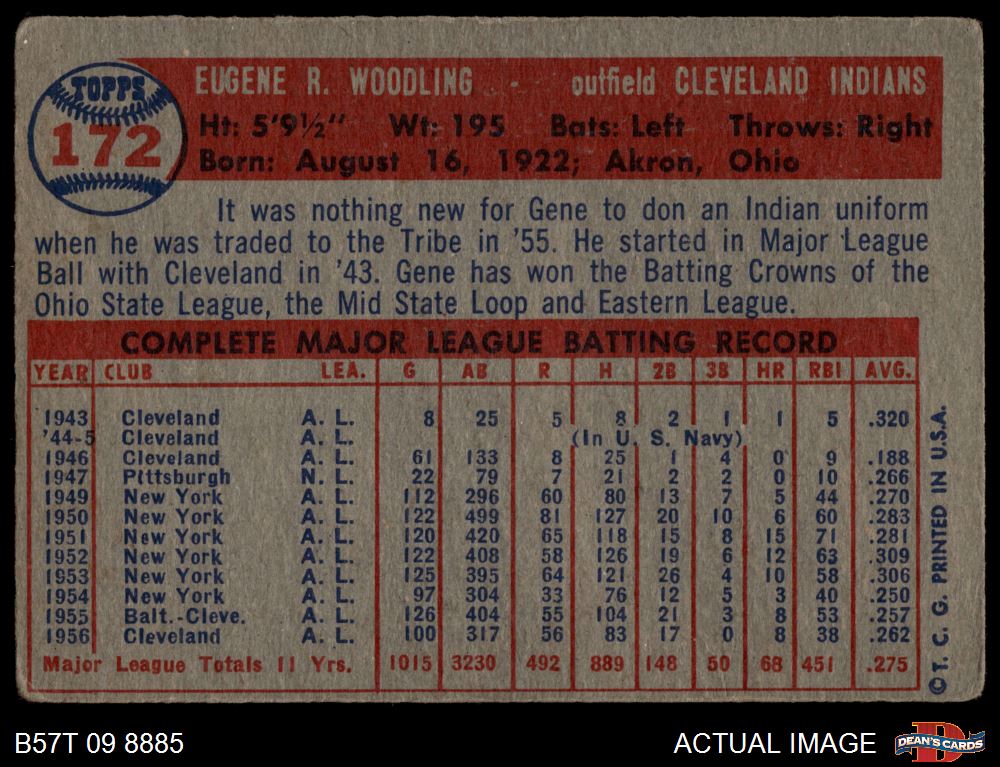 TOPPS
172
EUGENE R. WOODLING - outfield CLEVELAND INDIANS
Ht: 5'9½" Wt: 195 Bats: Left Throws: Right
Born: August 16, 1922; Akron, Ohio
It was nothing new for Gene to don an Indian uniform
when he was traded to the Tribe in '55. He started in Major League
Ball with Cleveland in '43. Gene has won the Batting Crowns of the
Ohio State League, the Mid State Loop and Eastern League.
COMPLETE MAJOR LEAGUE BATTING RECORD
YEAR CLUB LEA. G AB R H 2B 3B HR RBI AVG.
1943 Cleveland A. L. 8 25 5 8 2 1 1 5 .320
'44-5 Cleveland A. L. (In U. S. Navy)
1946 Cleveland A. L. 61 133 8 25 1 4 0 9 .188
1947 Ptttsburgh N. L. 22 79 7 21 2 2 0 10 .266
1949 New York A. L. 112 296 60 80 13 7 5 44 .270
1950 New York A. L. 122 499 81 127 20 10 6 60 .283
1951 New York A. L. 120 420 65 118 15 8 15 71 .281
1952 New York A. L. 122 408 58 126 19 6 12 63 .309
1953 New York A. L. 125 395 64 121 26 4 10 58 .306
1954 New York A. L. 97 304 33 76 12 5 3 40 .250
1955 Balt.-Cleve. A. L. 126 404 55 104 21 3 8 53 .257
1956 Cleveland A. L. 100 317 56 83 17 0 8 38 .262
Major League Totals 11 Yrs. 1015 3230 492 889 148 50 68 451 .275
© T. C. G. PRINTED IN U.S.A.
B57T 09 8885
ACTUAL IMAGE
DEAN'S CARDS